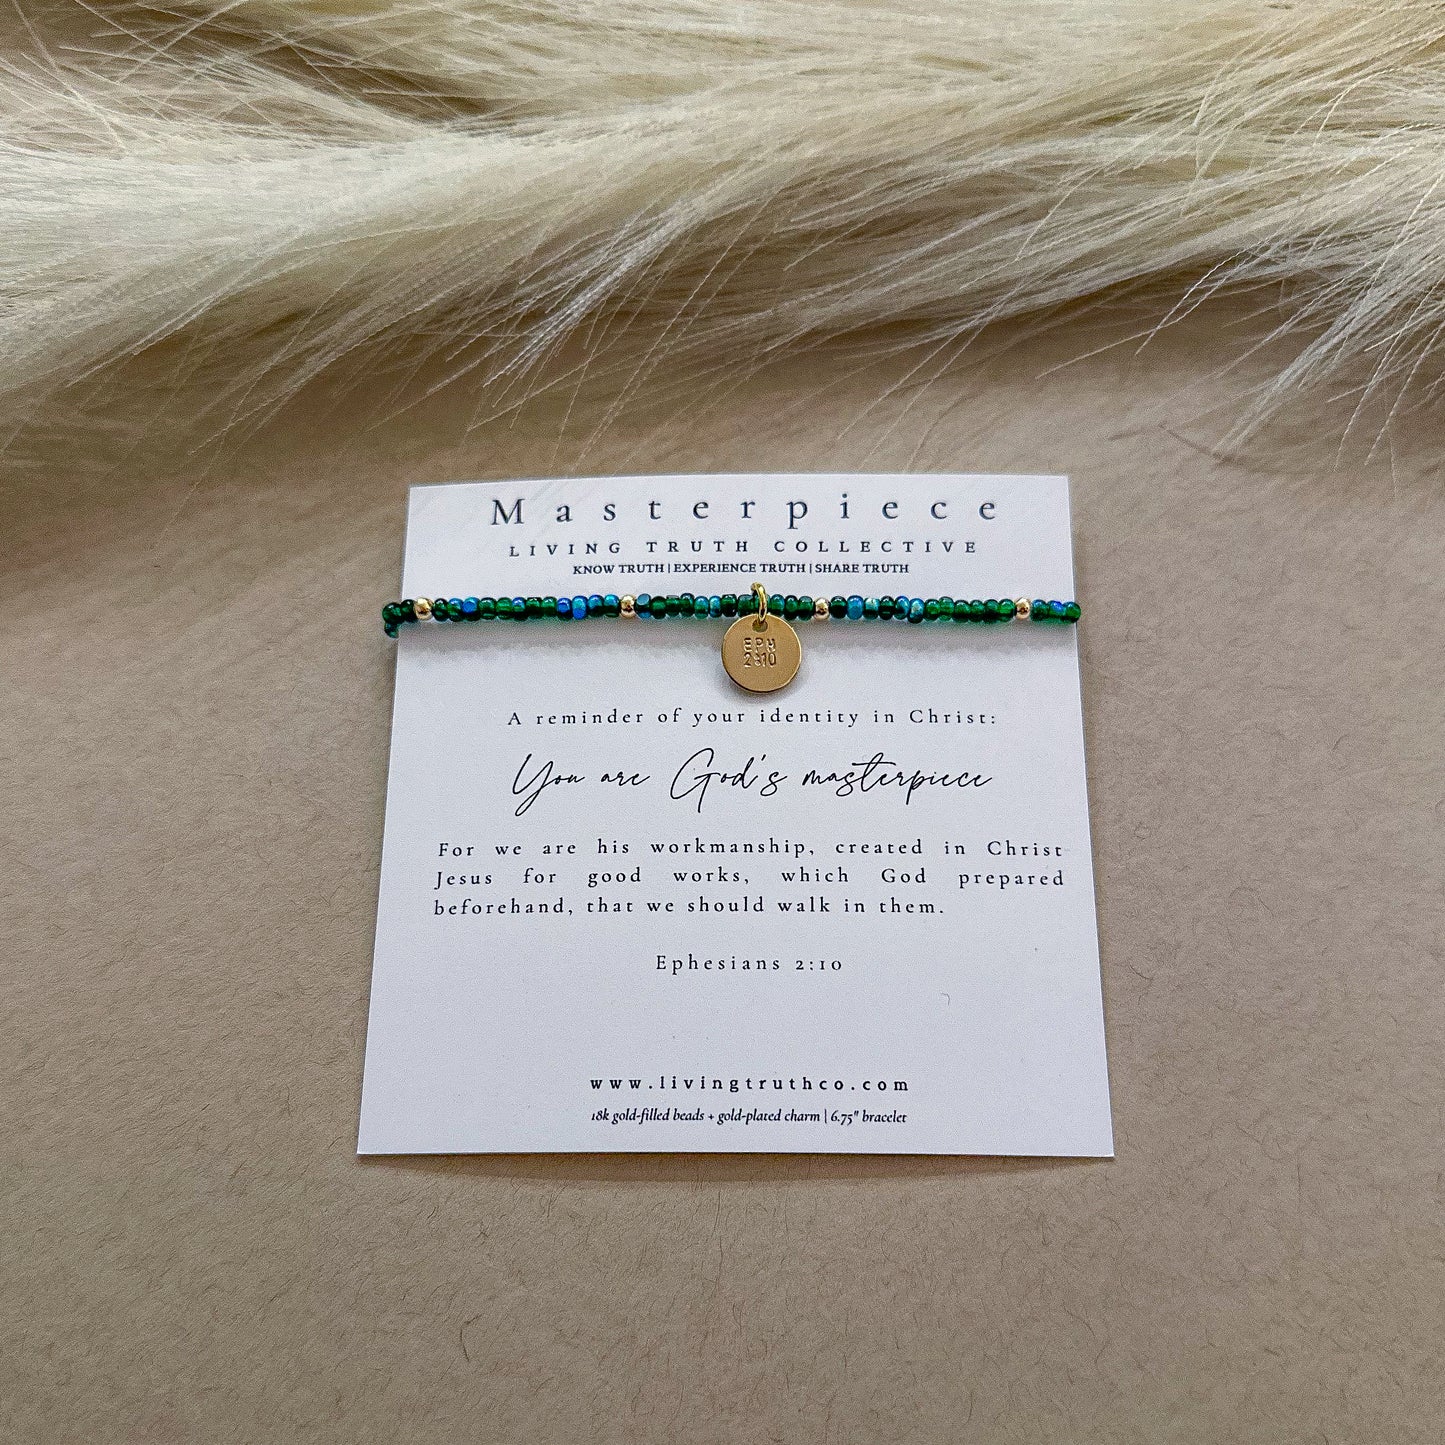 Masterpiece
LIVING TRUTH COLLECTIVE
KNOW TRUTH | EXPERIENCE TRUTH | SHARE TRUTH
EPH
2:10
A reminder of your identity in Christ:
You are God's masterpiece
For we are his workmanship, created in Christ
Jesus for good works, which God prepared
beforehand, that we should walk in them.
Ephesians 2:10
www.livingtruthco.com
18k gold-filled beads + gold-plated charm | 6.75" bracelet